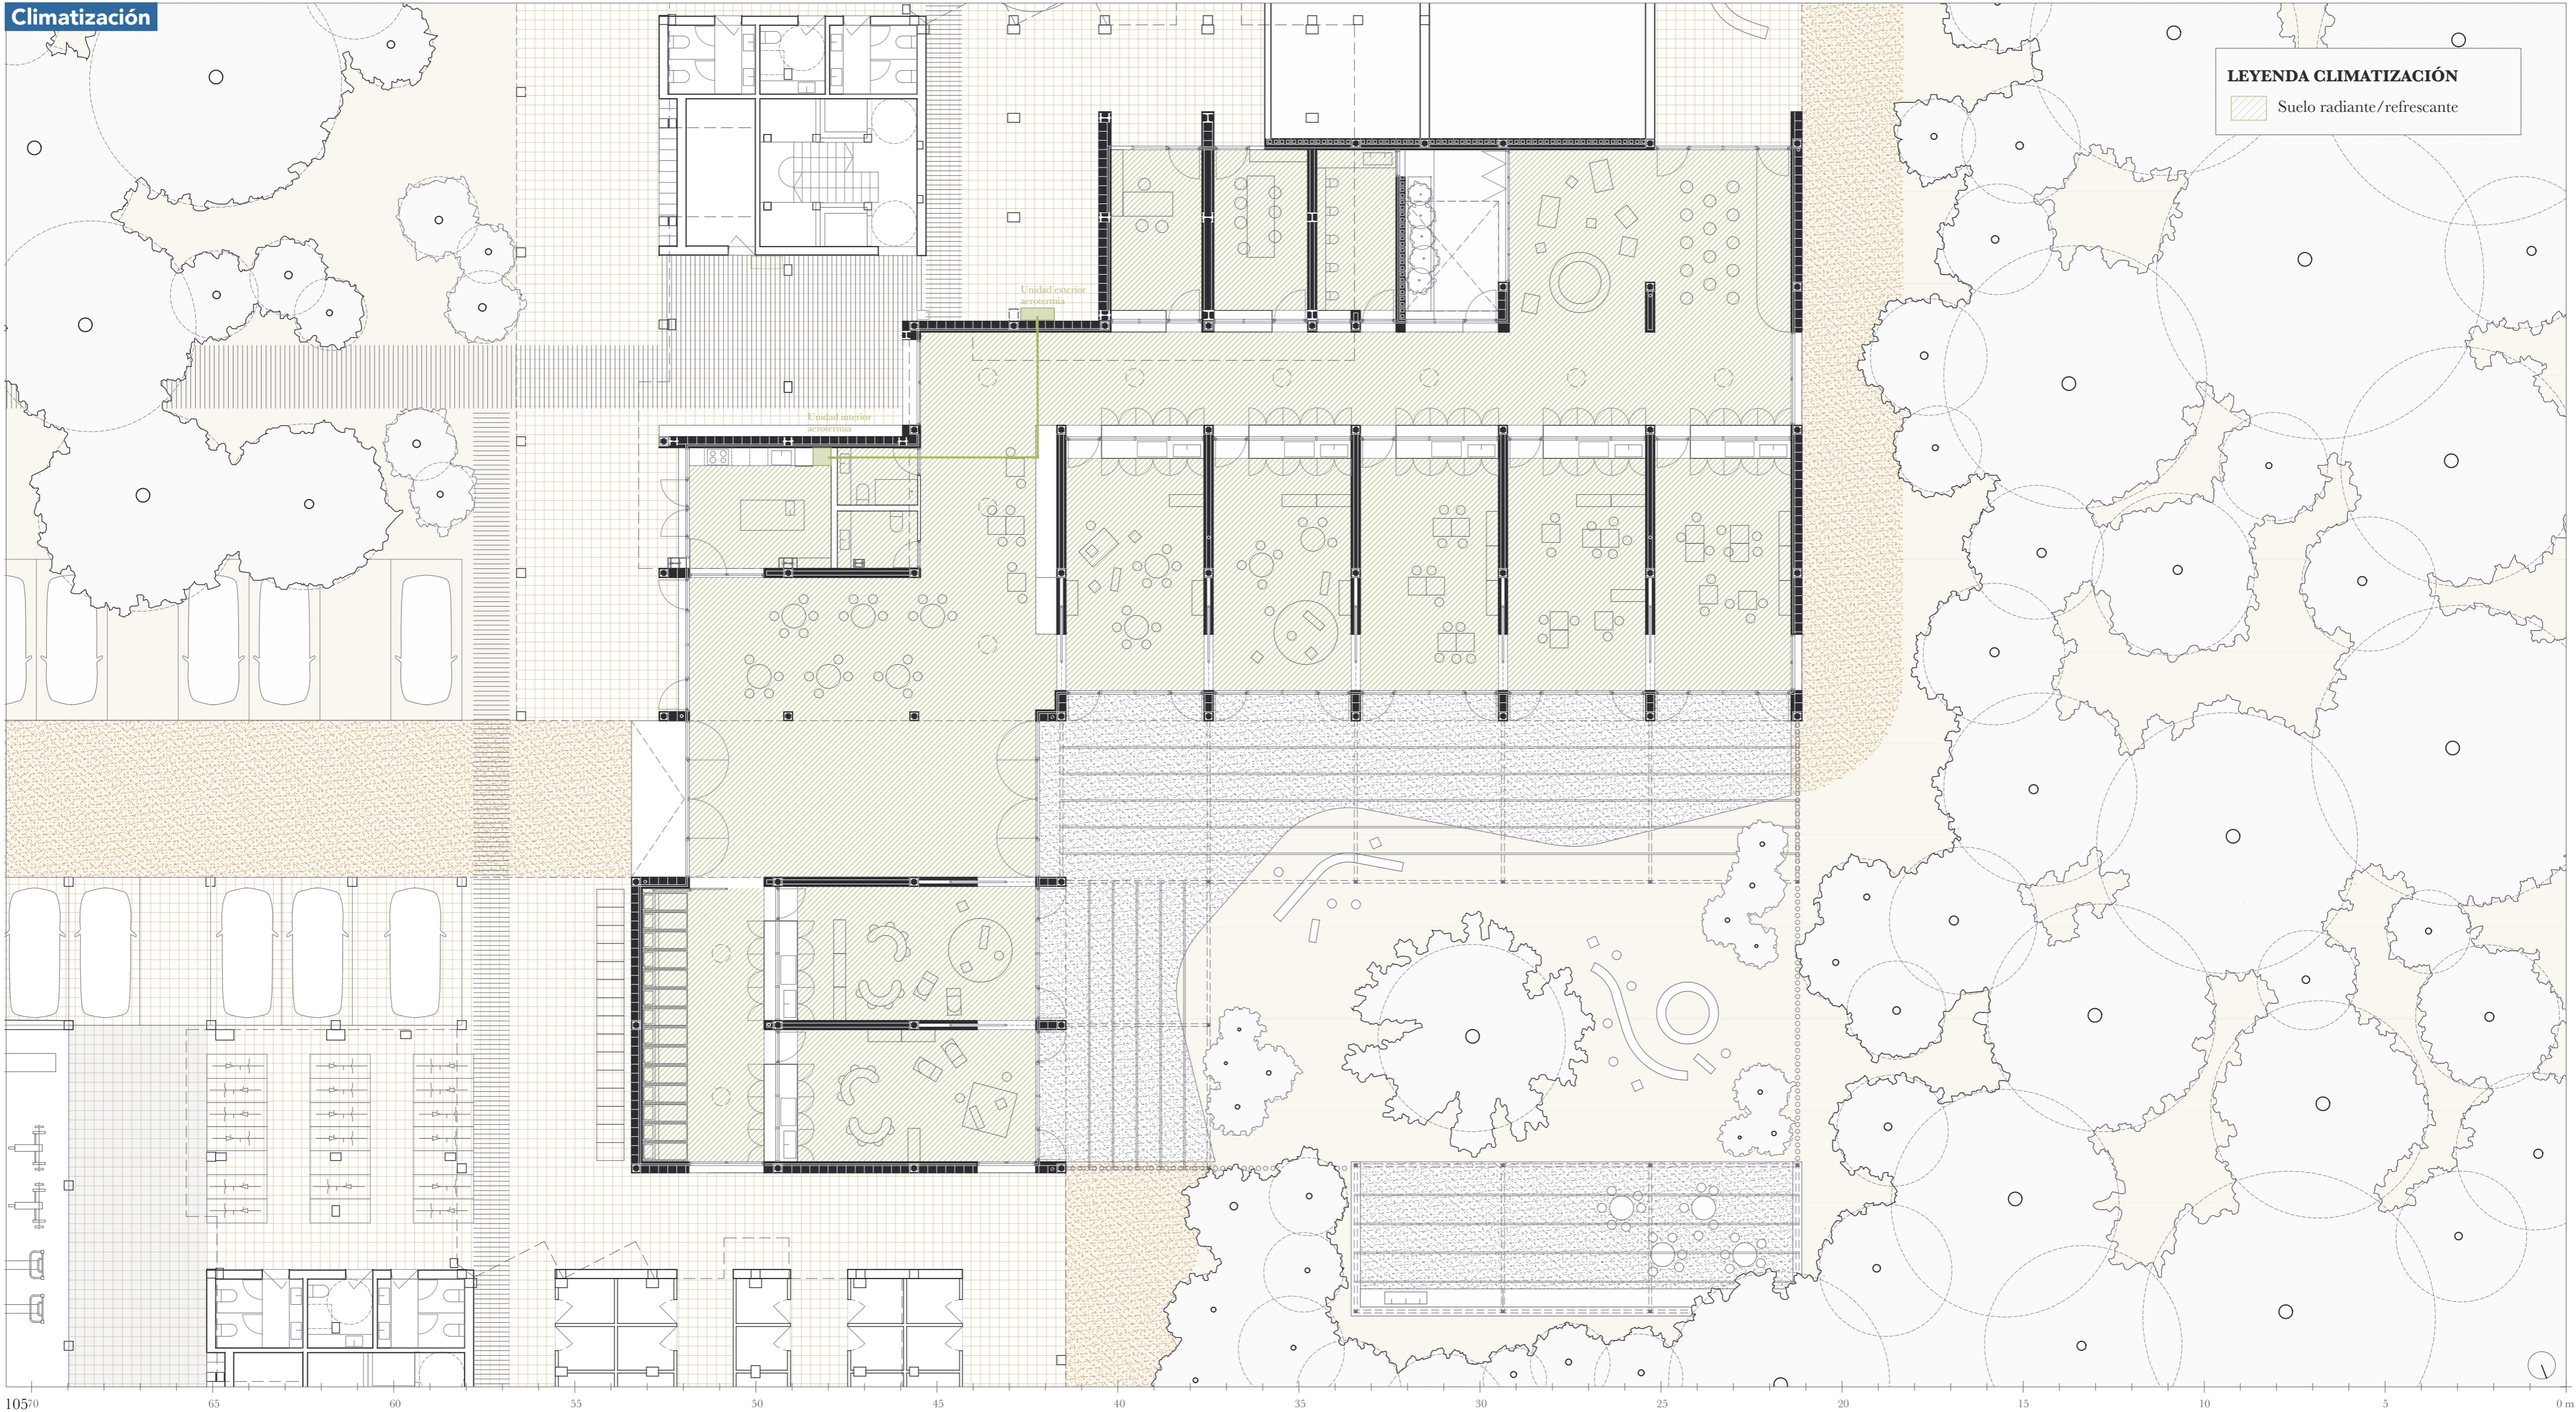 Climatización
LEYENDA CLIMATIZACIÓN
Suelo radiante/refrescante
Unidad exterior
aerotermia
Unidad interior
aerotermia
105
70
65
60
55
50
45
40
35
30
25
20
15
10
5
0 m